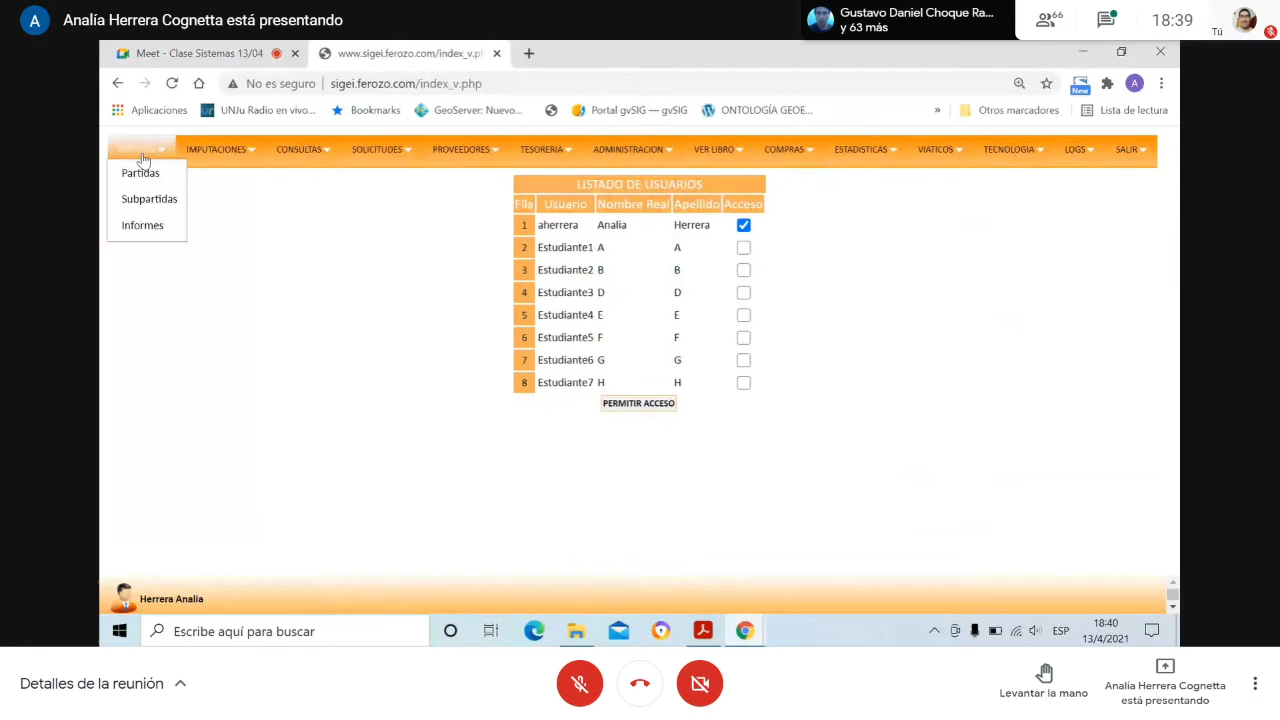 A Analía Herrera Cognetta está presentando
Gustavo Daniel Choque Ra...
y 63 más
66
18:39
Tú
Meet - Clase Sistemas 13/04
www.sigei.ferozo.com/index_v.ph
No es seguro
sigei.ferozo.com/index_v.php
A
New
Aplicaciones
UNJu Radio en vivo...
Bookmarks
GeoServer: Nuevo...
Portal gvSIG — gvSIG
ONTOLOGÍA GEOE...
»
Otros marcadores
Lista de lectura
IMPUTACIONES
CONSULTAS
SOLICITUDES
PROVEEDORES
TESORERIA
ADMINISTRACION
VER LIBRO
COMPRAS
ESTADISTICAS
VIATICOS
TECNOLOGIA
LOGS
SALIR
Partidas
Subpartidas
Informes
LISTADO DE USUARIOS
Fila Usuario Nombre Real Apellido Acceso
1 aherrera Analia Herrera
2 Estudiante1 A A
3 Estudiante2 B B
4 Estudiante3 D D
5 Estudiante4 E E
6 Estudiante5 F F
7 Estudiante6 G G
8 Estudiante7 H H
PERMITIR ACCESO
Herrera Analia
Escribe aquí para buscar
ESP
18:40
13/4/2021
Detalles de la reunión
Levantar la mano
Analía Herrera Cognetta
está presentando